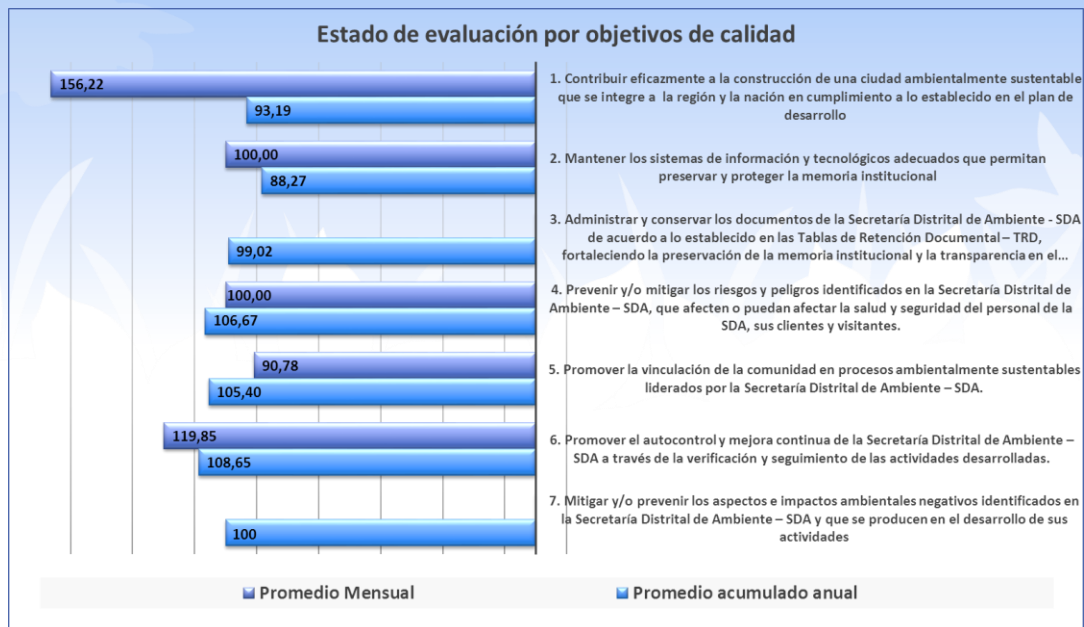 Estado de evaluación por objetivos de calidad
156,22
93,19
1. Contribuir eficazmente a la construcción de una ciudad ambientalmente sustentable
que se integre a la región y la nación en cumplimiento a lo establecido en el plan de
desarrollo
100,00
88,27
2. Mantener los sistemas de información y tecnológicos adecuados que permitan
preservar y proteger la memoria institucional
99,02
3. Administrar y conservar los documentos de la Secretaría Distrital de Ambiente - SDA
de acuerdo a lo establecido en las Tablas de Retención Documental – TRD,
fortaleciendo la preservación de la memoria institucional y la transparencia en el...
100,00
106,67
4. Prevenir y/o mitigar los riesgos y peligros identificados en la Secretaría Distrital de
Ambiente – SDA, que afecten o puedan afectar la salud y seguridad del personal de la
SDA, sus clientes y visitantes.
90,78
105,40
5. Promover la vinculación de la comunidad en procesos ambientalmente sustentables
liderados por la Secretaría Distrital de Ambiente – SDA.
119,85
108,65
6. Promover el autocontrol y mejora continua de la Secretaría Distrital de Ambiente –
SDA a través de la verificación y seguimiento de las actividades desarrolladas.
100
7. Mitigar y/o prevenir los aspectos e impactos ambientales negativos identificados en
la Secretaría Distrital de Ambiente – SDA y que se producen en el desarrollo de sus
actividades
Promedio Mensual
Promedio acumulado anual